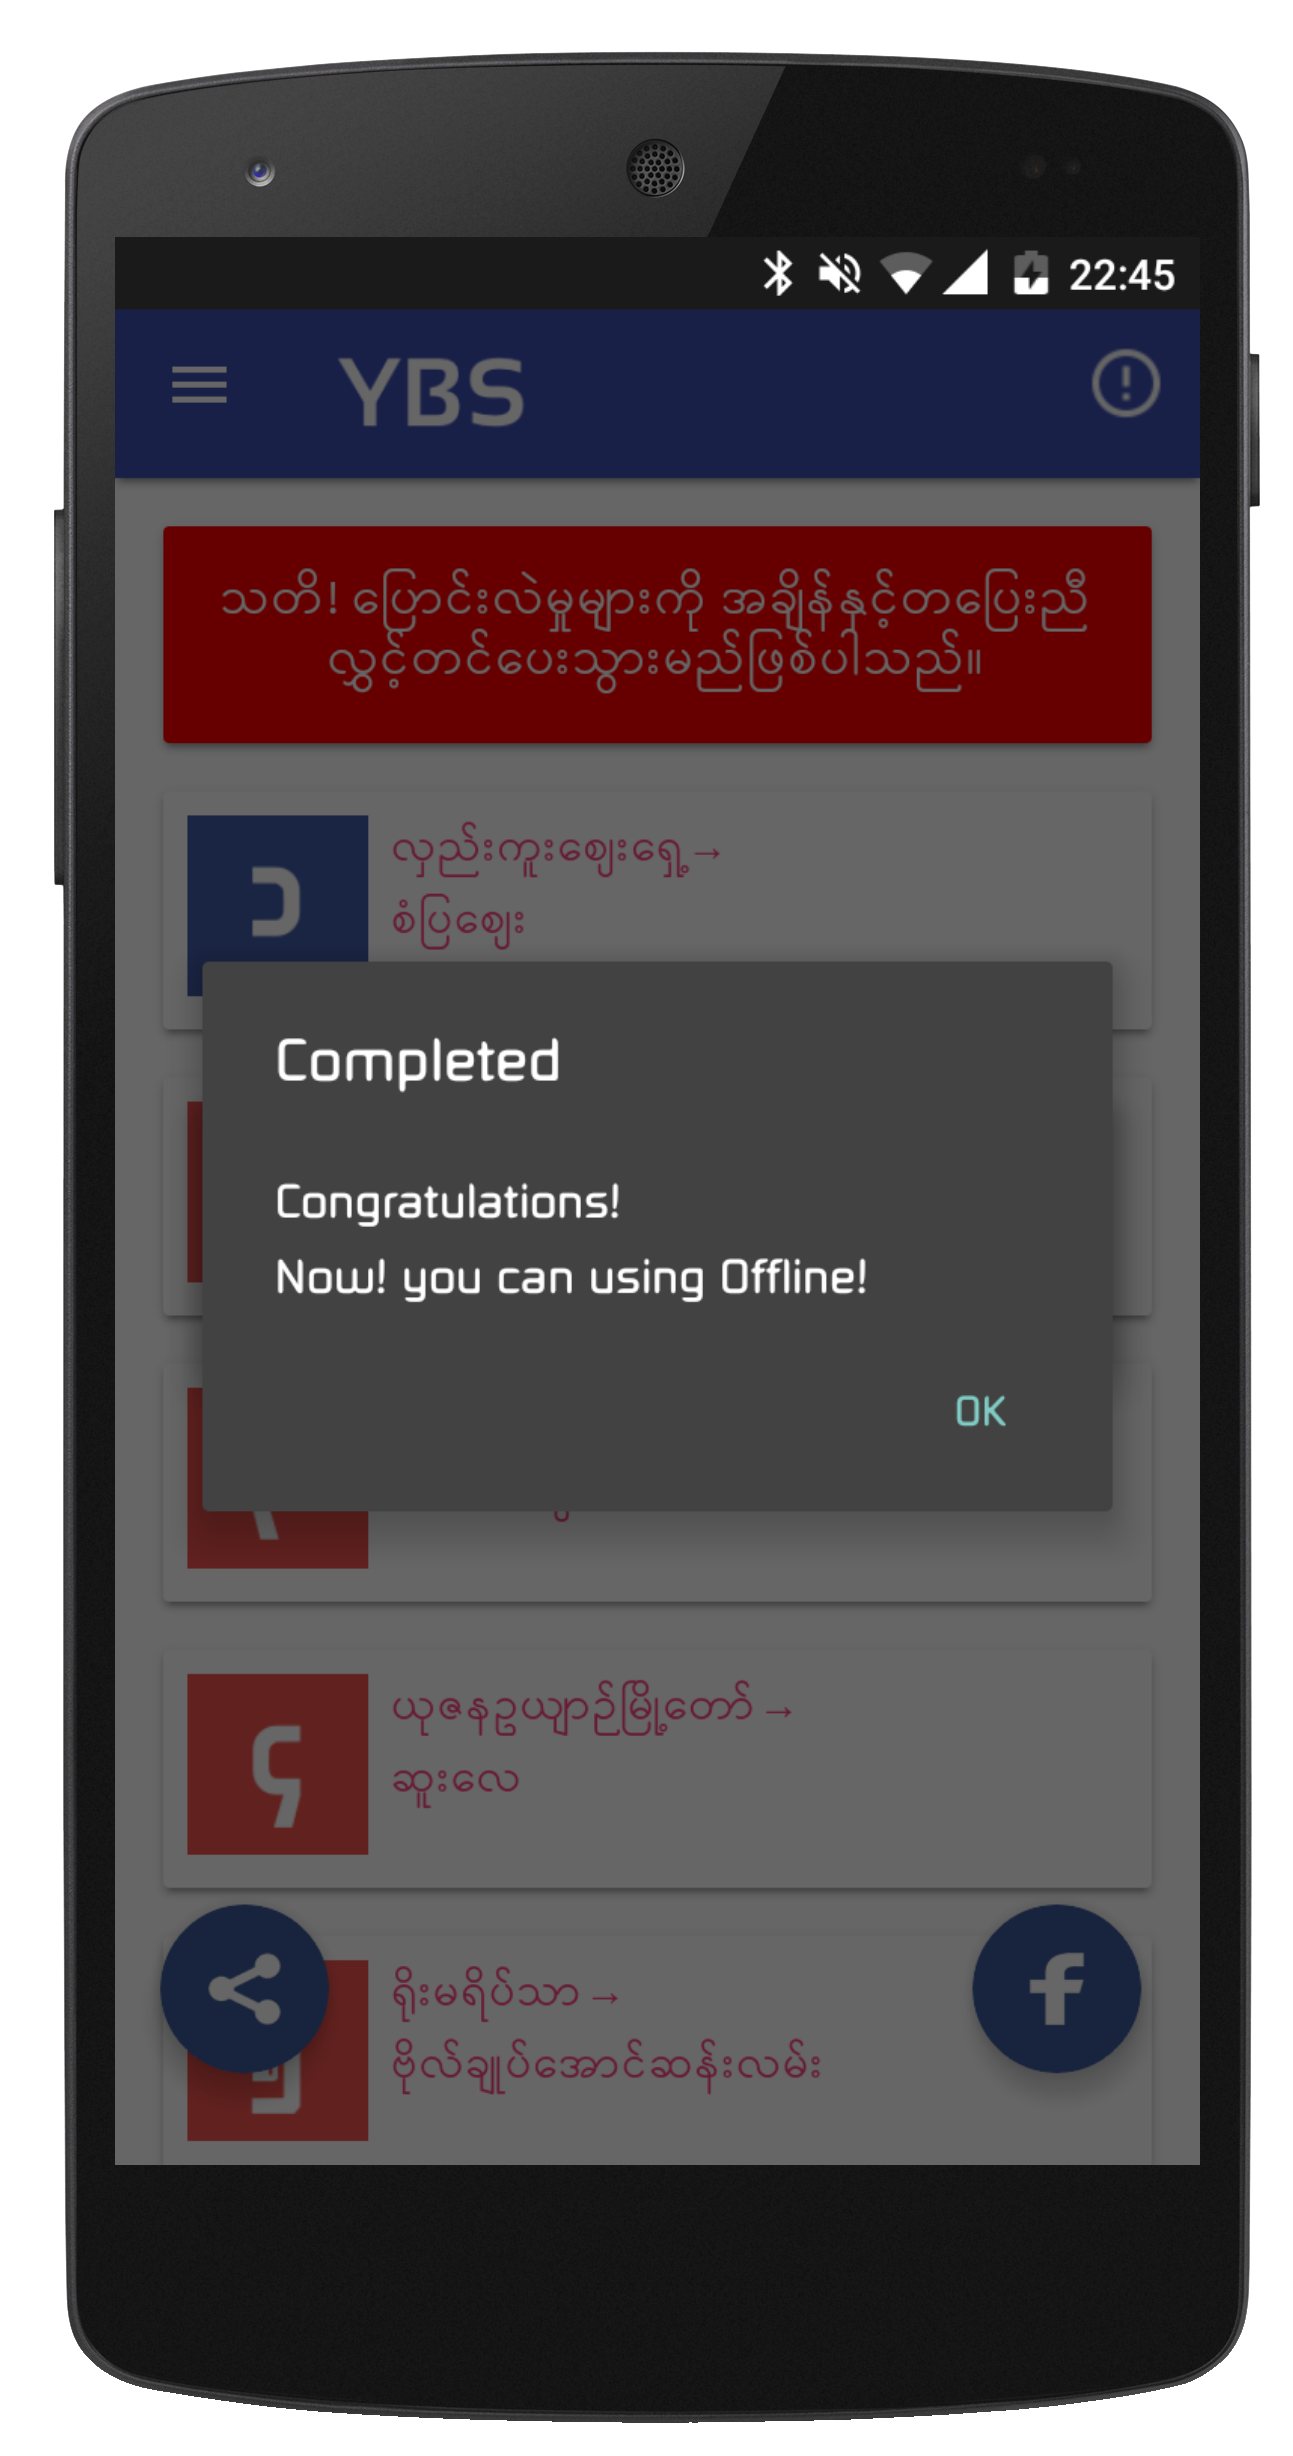 22:45
YBS
သတိ! ပြောင်းလဲမှုများကို အချိန်နှင့်တပြေးညီ
လွှင့်တင်ပေးသွားမည်ဖြစ်ပါသည်။
၁
လှည်းကူးဈေးရှေ့→
စံပြဈေး
Completed
Congratulations!
Now! you can using Offline!
OK
၄
ယုဇနဥယျာဉ်မြို့တော် →
ဆူးလေ
ရိုးမရိပ်သာ →
ဗိုလ်ချုပ်အောင်ဆန်းလမ်း
f